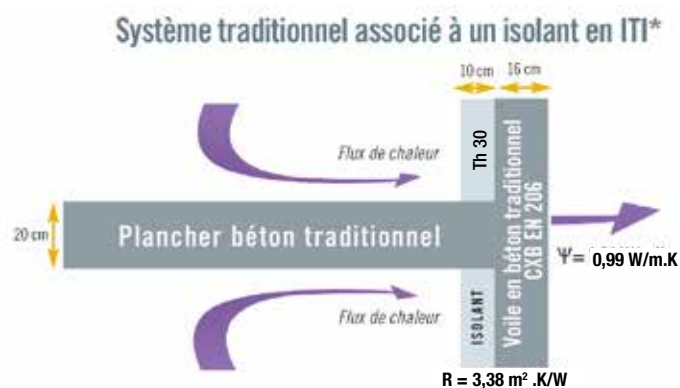 Système traditionnel associé à un isolant en ITI*
10 cm 16 cm
Flux de chaleur
Th 30
Voile en béton traditionnel
CXB EN 206
20 cm
Plancher béton traditionnel
Ψ= 0,99 W/m.K
Flux de chaleur
ISOLANT
R = 3,38 m² .K/W